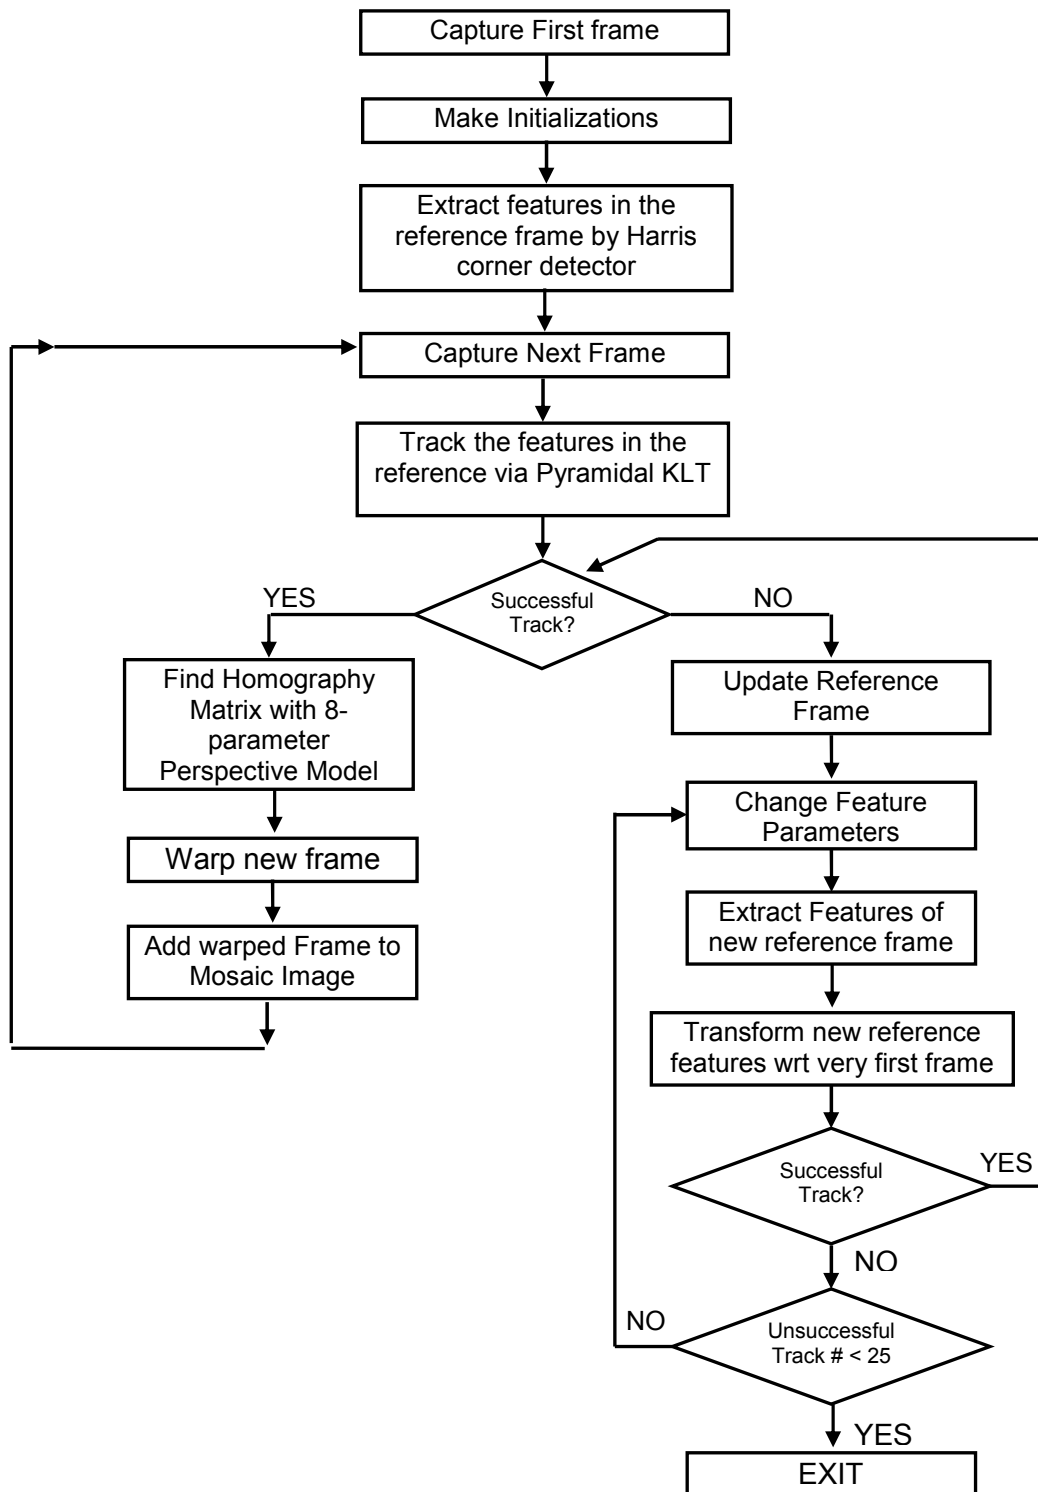 Capture First frame
Make Initializations
Extract features in the
reference frame by Harris
corner detector
Capture Next Frame
Track the features in the
reference via Pyramidal KLT
Successful
Track?
YES
NO
Find Homography
Matrix with 8-
parameter
Perspective Model
Warp new frame
Add warped Frame to
Mosaic Image
Update Reference
Frame
Change Feature
Parameters
Extract Features of
new reference frame
Transform new reference
features wrt very first frame
Successful
Track?
YES
NO
Unsuccessful
Track # < 25
NO
YES
EXIT